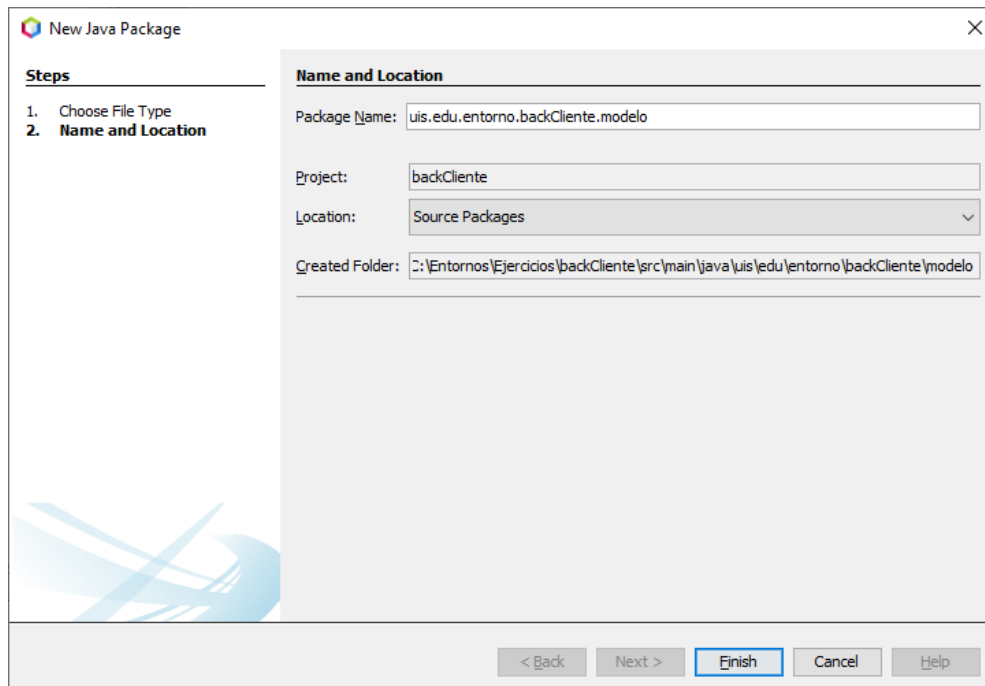 New Java Package
Steps
1. Choose File Type
2. Name and Location
Name and Location
Package Name: uis.edu.entorno.backCliente.modelo
Project: backCliente
Location: Source Packages
Created Folder: C:\Entornos\Ejercicios\backCliente\src\main\java\uis\edu\entorno\backCliente\modelo
< Back Next > Finish Cancel Help